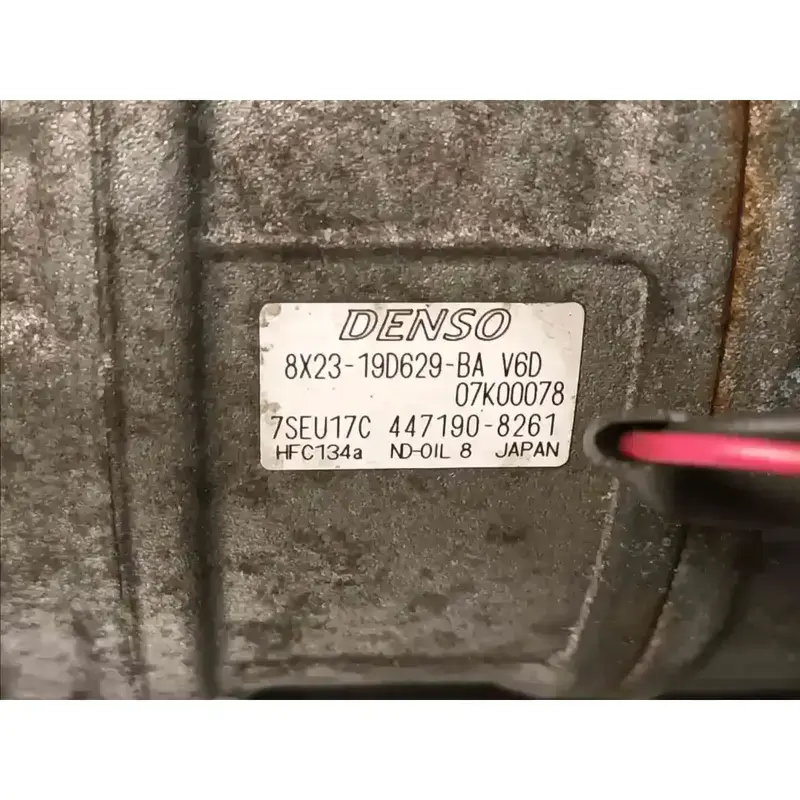 DENSO
8X23-19D629-BA V6D
07K00078
7SEU17C 447190-8261
HFC134a ND-OIL 8 JAPAN